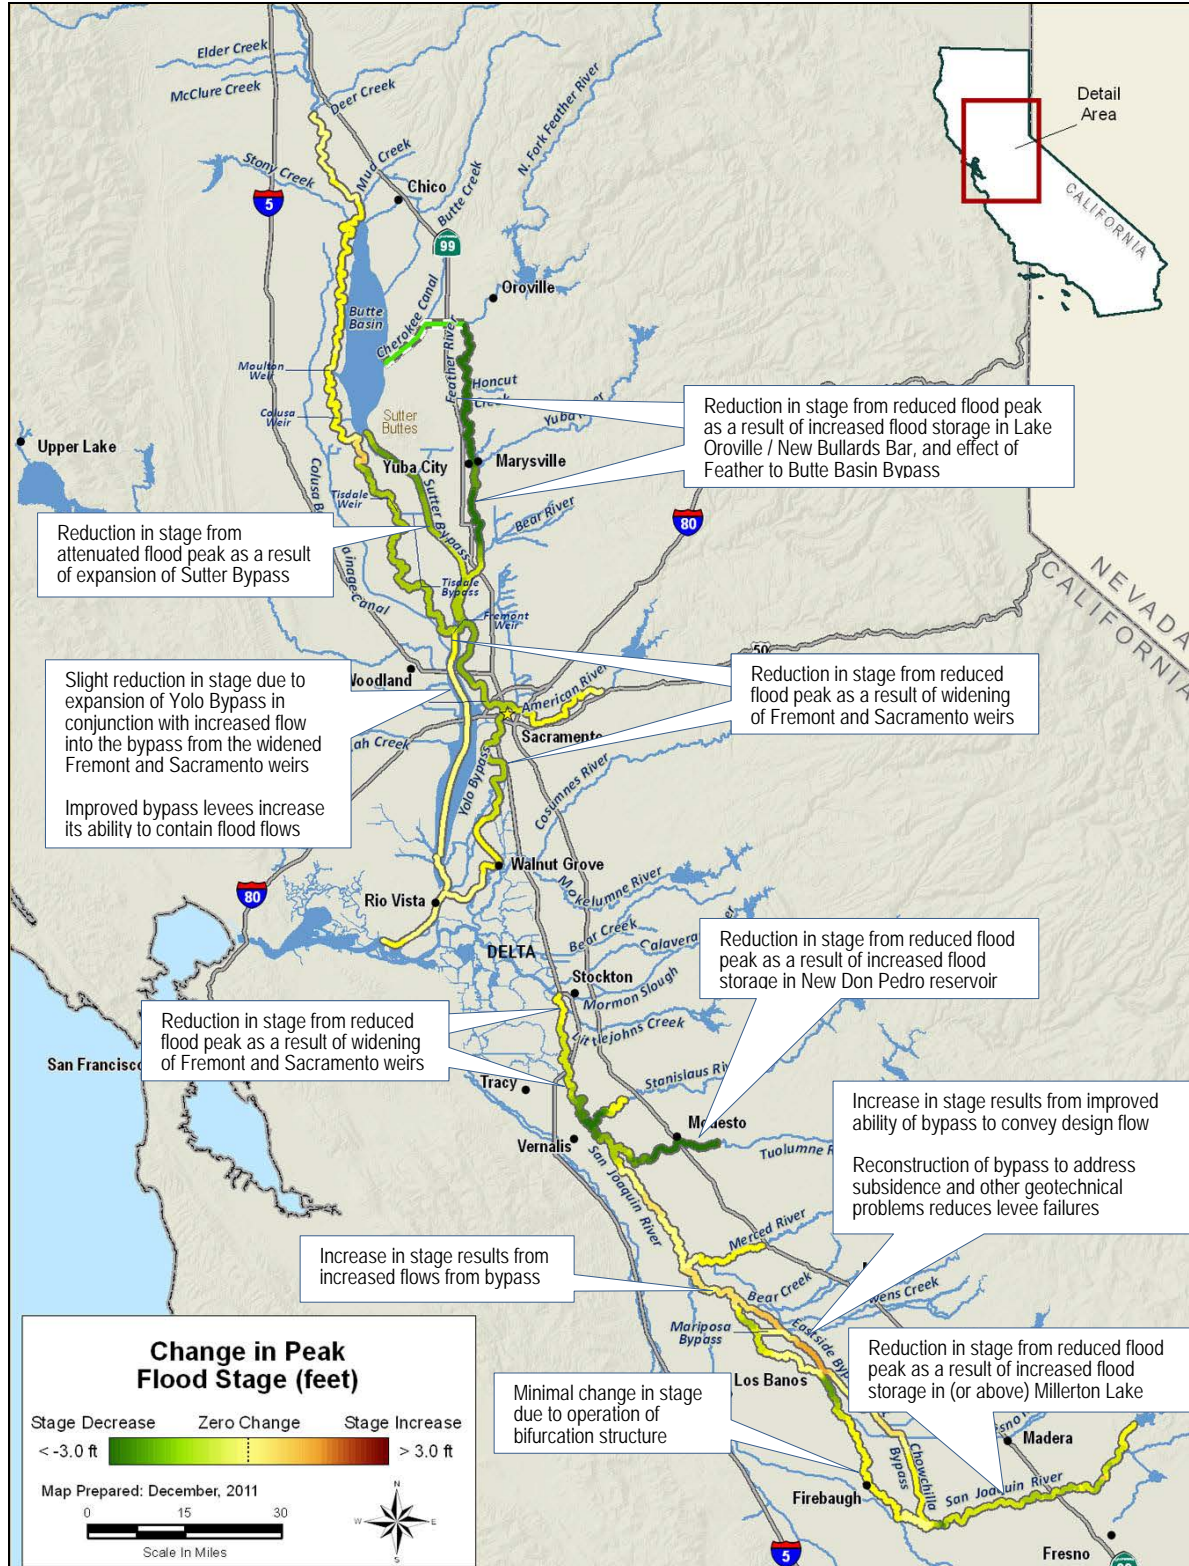 Elder Creek
McClure Creek
Deer Creek
N. Fork Feather River
Mud Creek
Stony Creek
Chico
Butte Creek
5
99
Detail
Area
CALIFORNIA
Oroville
Butte
Basin
Cherokee Canal
Feather River
Moulton
Weir
Honcut
Creek
Colusa
Weir
Sutter
Buttes
Upper Lake
Yuba City
Marysville
Reduction in stage from reduced flood peak
as a result of increased flood storage in Lake
Oroville / New Bullards Bar, and effect of
Feather to Butte Basin Bypass
Tisdale
Weir
Sutter Bypass
Bear River
80
Reduction in stage from
attenuated flood peak as a result
of expansion of Sutter Bypass
Tisdale
Bypass
Fremont
Weir
NEVADA
CALIFORNIA
50
Woodland
American River
Slight reduction in stage due to
expansion of Yolo Bypass in
conjunction with increased flow
into the bypass from the widened
Fremont and Sacramento weirs
Improved bypass levees increase
its ability to contain flood flows
Reduction in stage from reduced
flood peak as a result of widening
of Fremont and Sacramento weirs
Sacramento
ah Creek
Yolo Bypass
Cosumnes River
Walnut Grove
80
Rio Vista
Mokelumne River
Bear Creek
DELTA
Reduction in stage from reduced flood
peak as a result of increased flood
storage in New Don Pedro reservoir
Stockton
Mormon Slough
Littlejohns Creek
Reduction in stage from reduced
flood peak as a result of widening
of Fremont and Sacramento weirs
San Francisco
Tracy
Stanislaus Riv
Modesto
Vernalis
Tuolumne R
San Joaquin River
Increase in stage results from improved
ability of bypass to convey design flow
Reconstruction of bypass to address
subsidence and other geotechnical
problems reduces levee failures
Merced River
Increase in stage results from
increased flows from bypass
Bear Creek
wens Creek
Mariposa
Bypass
Eastside Byp
Los Banos
Reduction in stage from reduced flood
peak as a result of increased flood
storage in (or above) Millerton Lake
Minimal change in stage
due to operation of
bifurcation structure
Madera
Chowchilla
Bypass
Firebaugh
San Joaquin River
Fresno
5
Change in Peak
Flood Stage (feet)
Stage Decrease Zero Change Stage Increase
< -3.0 ft > 3.0 ft
Map Prepared: December, 2011
0 15 30
Scale In Miles
N
W E
S